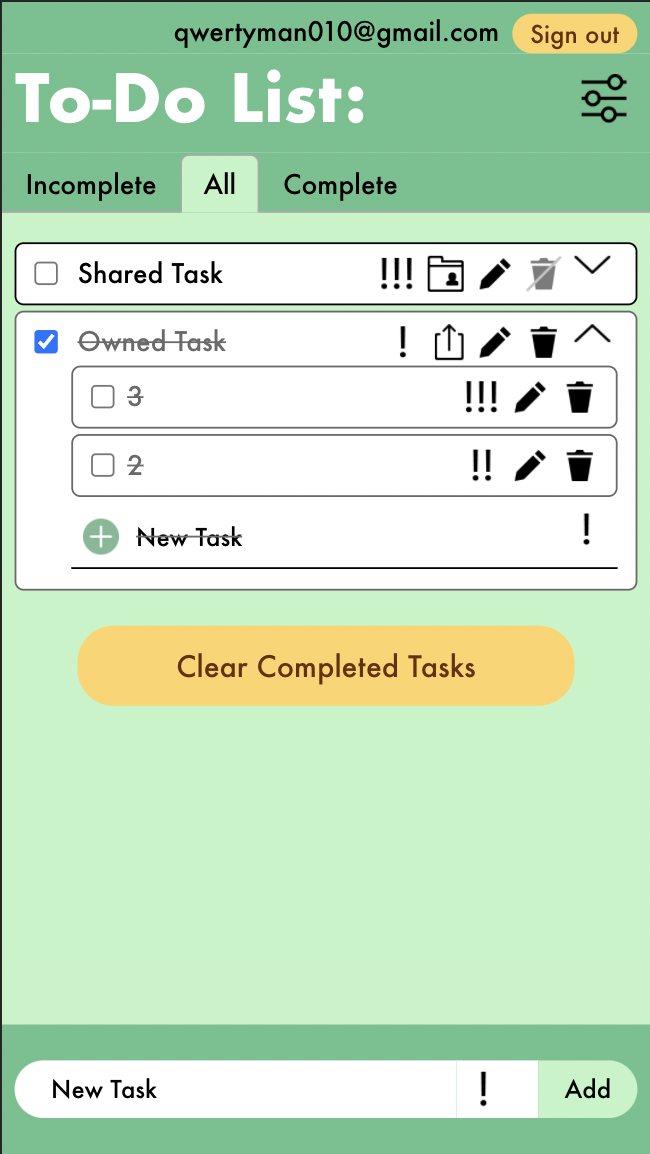 qwertyman010@gmail.com Sign out
To-Do List:
Incomplete All Complete
Shared Task !!!
Owned Task !
3 !!!
2 !!
New Task !
Clear Completed Tasks
New Task ! Add